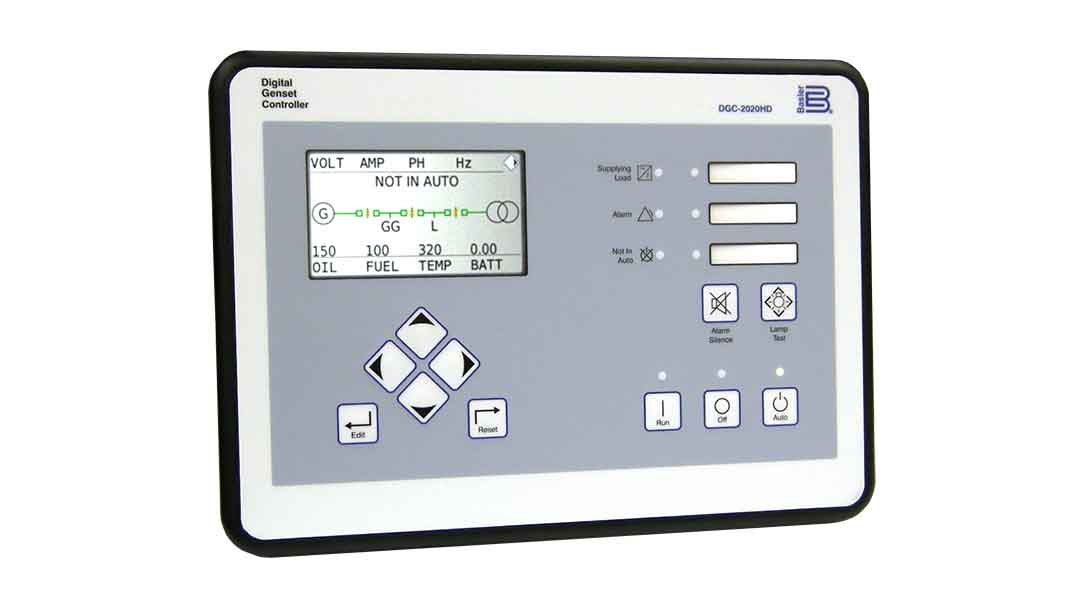 Digital
Genset
Controller
DGC-2020HD
Basler
VOLT AMP PH Hz
NOT IN AUTO
G
GG L
150 100 320 0.00
OIL FUEL TEMP BATT
Supplying
Load
Alarm
Not In
Auto
Alarm
Silence
Lamp
Test
Edit
Reset
Run
Off
Auto